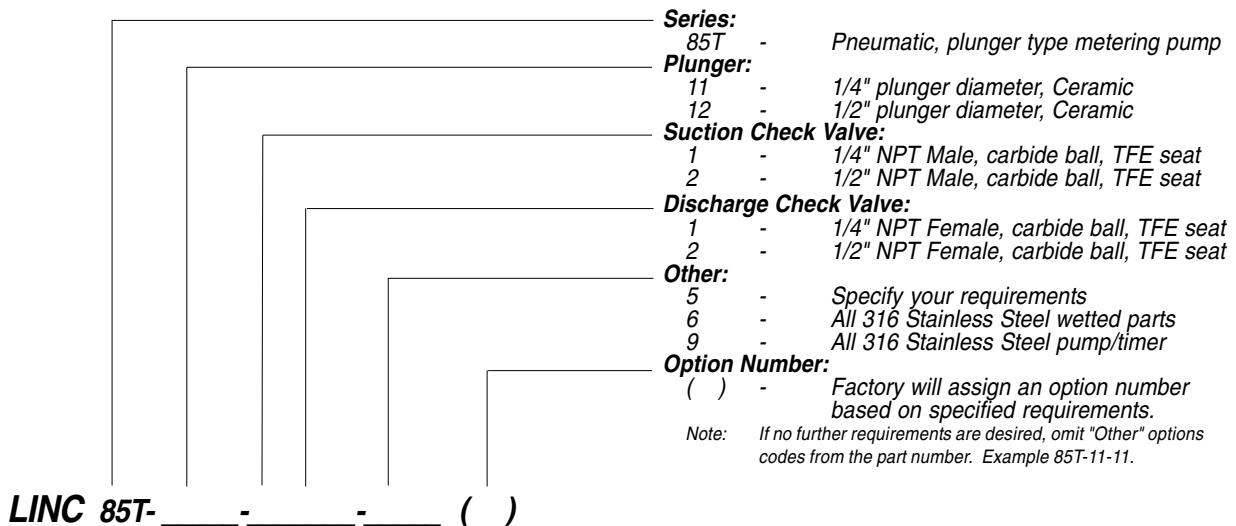 Series:
85T - Pneumatic, plunger type metering pump
Plunger:
11 - 1/4" plunger diameter, Ceramic
12 - 1/2" plunger diameter, Ceramic
Suction Check Valve:
1 - 1/4" NPT Male, carbide ball, TFE seat
2 - 1/2" NPT Male, carbide ball, TFE seat
Discharge Check Valve:
1 - 1/4" NPT Female, carbide ball, TFE seat
2 - 1/2" NPT Female, carbide ball, TFE seat
Other:
5 - Specify your requirements
6 - All 316 Stainless Steel wetted parts
9 - All 316 Stainless Steel pump/timer
Option Number:
( ) - Factory will assign an option number
based on specified requirements.
Note: If no further requirements are desired, omit "Other" options
codes from the part number. Example 85T-11-11.
LINC 85T- _____-_______-_____ ( )